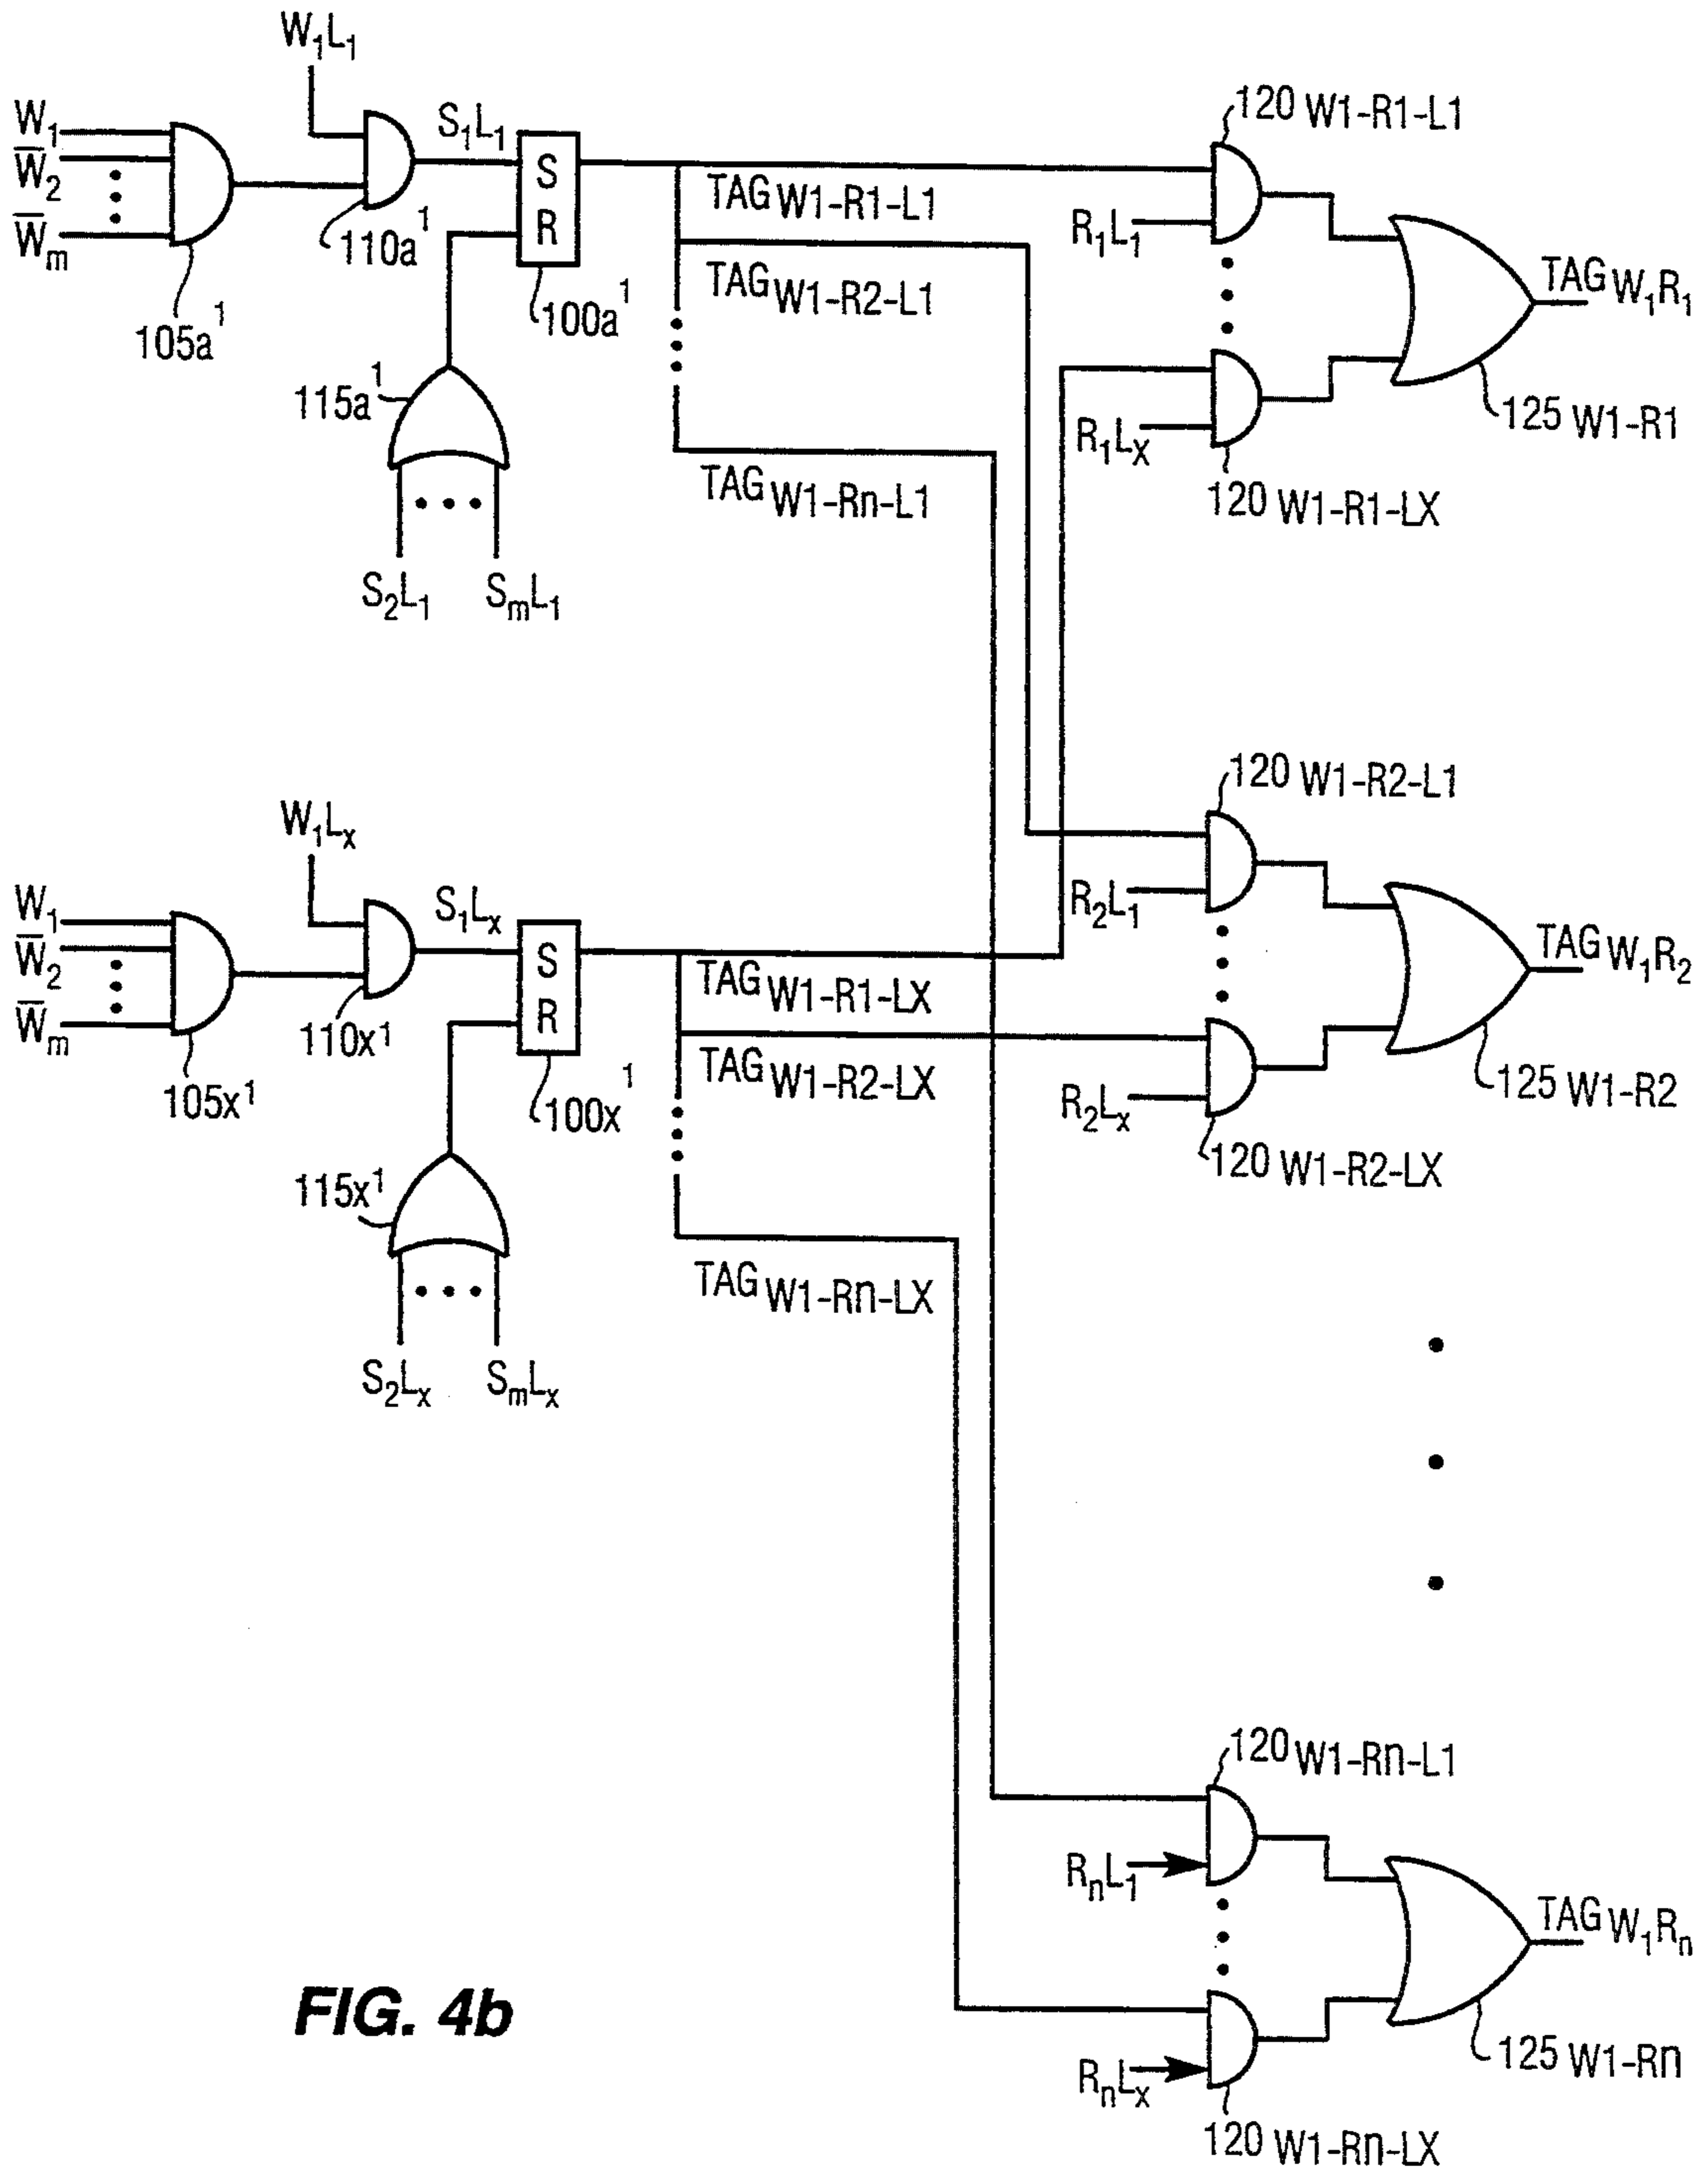 W₁L₁
W₁
W̅₂
W̅ₘ
105a¹
110a¹
S₁L₁
S
R
100a¹
115a¹
S₂L₁
SₘL₁
TAG W1-R1-L1
TAG W1-R2-L1
TAG W1-Rn-L1
120 W1-R1-L1
R₁L₁
R₁Lₓ
120 W1-R1-LX
TAG W₁R₁
125 W1-R1
W₁Lₓ
W₁
W̅₂
W̅ₘ
105x¹
110x¹
S₁Lₓ
S
R
100x¹
115x¹
S₂Lₓ
SₘLₓ
TAG W1-R1-LX
TAG W1-R2-LX
TAG W1-Rn-LX
120 W1-R2-L1
R₂L₁
R₂Lₓ
120 W1-R2-LX
TAG W₁R₂
125 W1-R2
120 W1-Rn-L1
RₙL₁
RₙLₓ
120 W1-Rn-LX
TAG W₁Rₙ
125 W1-Rn
FIG. 4b